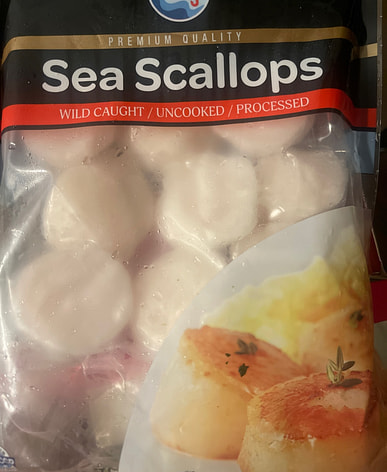 PREMIUM QUALITY
Sea Scallops
WILD CAUGHT / UNCOOKED / PROCESSED